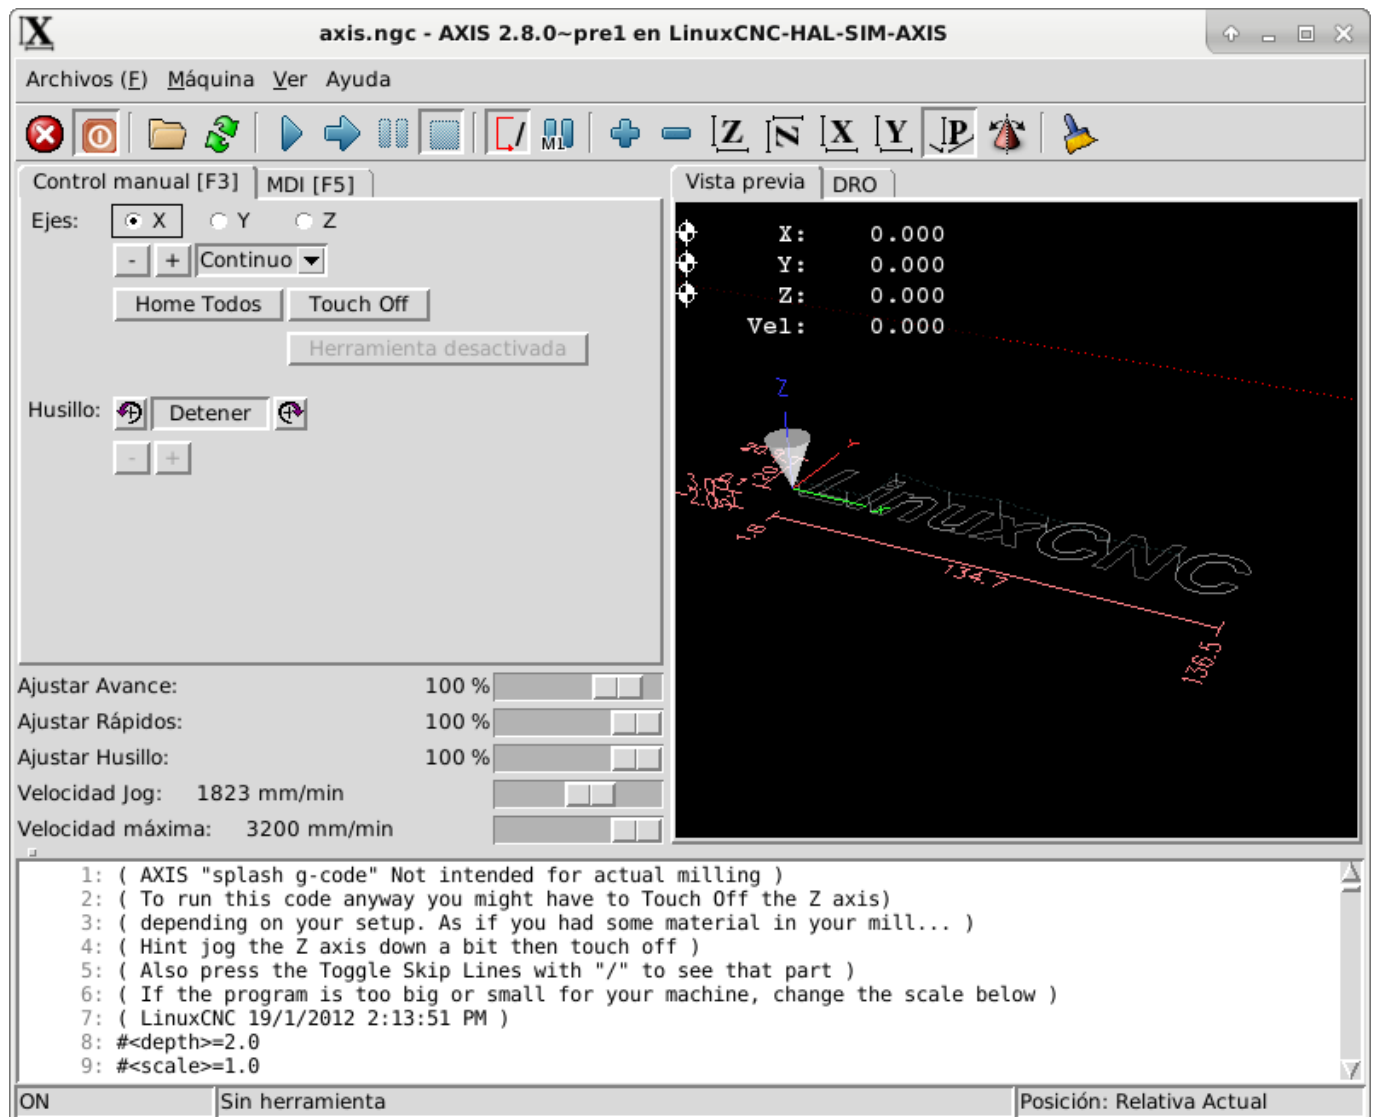 axis.ngc - AXIS 2.8.0~pre1 en LinuxCNC-HAL-SIM-AXIS
Archivos (F) Máquina Ver Ayuda
M1 Z N X Y P
Control manual [F3] MDI [F5]
Ejes: X Y Z
- + Continuo
Home Todos Touch Off
Herramienta desactivada
Husillo: Detener
- +
Vista previa DRO
X: 0.000
Y: 0.000
Z: 0.000
Vel: 0.000
Z
Y
X
LinuxCNC
1.8
134.7
136.5
Ajustar Avance: 100 %
Ajustar Rápidos: 100 %
Ajustar Husillo: 100 %
Velocidad Jog: 1823 mm/min
Velocidad máxima: 3200 mm/min
1: ( AXIS "splash g-code" Not intended for actual milling )
2: ( To run this code anyway you might have to Touch Off the Z axis)
3: ( depending on your setup. As if you had some material in your mill... )
4: ( Hint jog the Z axis down a bit then touch off )
5: ( Also press the Toggle Skip Lines with "/" to see that part )
6: ( If the program is too big or small for your machine, change the scale below )
7: ( LinuxCNC 19/1/2012 2:13:51 PM )
8: #<depth>=2.0
9: #<scale>=1.0
ON Sin herramienta Posición: Relativa Actual